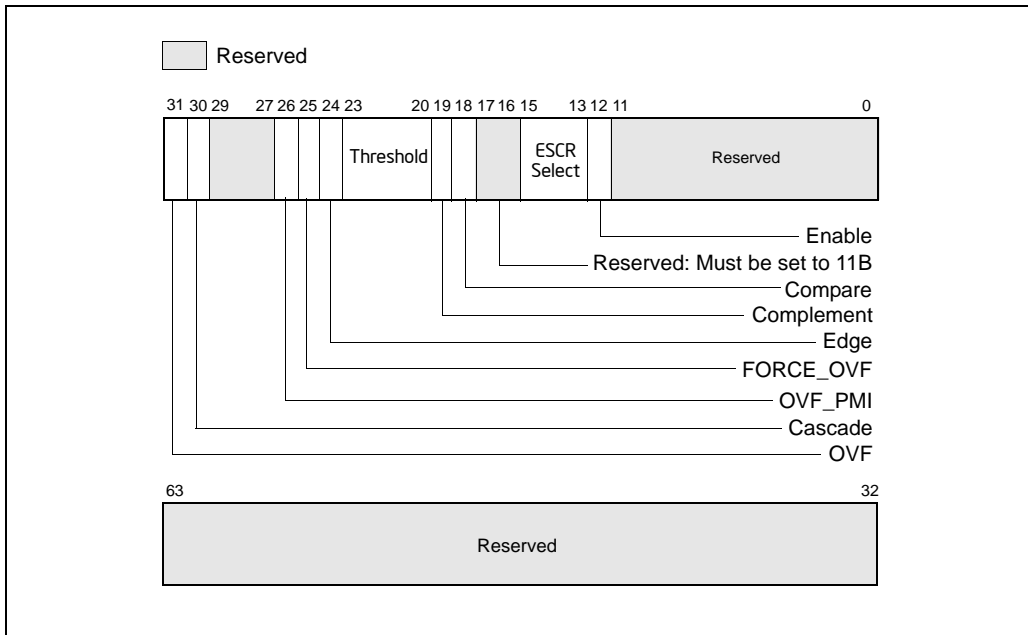 Reserved
31 30 29 27 26 25 24 23 20 19 18 17 16 15 13 12 11 0
Threshold
ESCR
Select
Reserved
Enable
Reserved: Must be set to 11B
Compare
Complement
Edge
FORCE_OVF
OVF_PMI
Cascade
OVF
63 32
Reserved